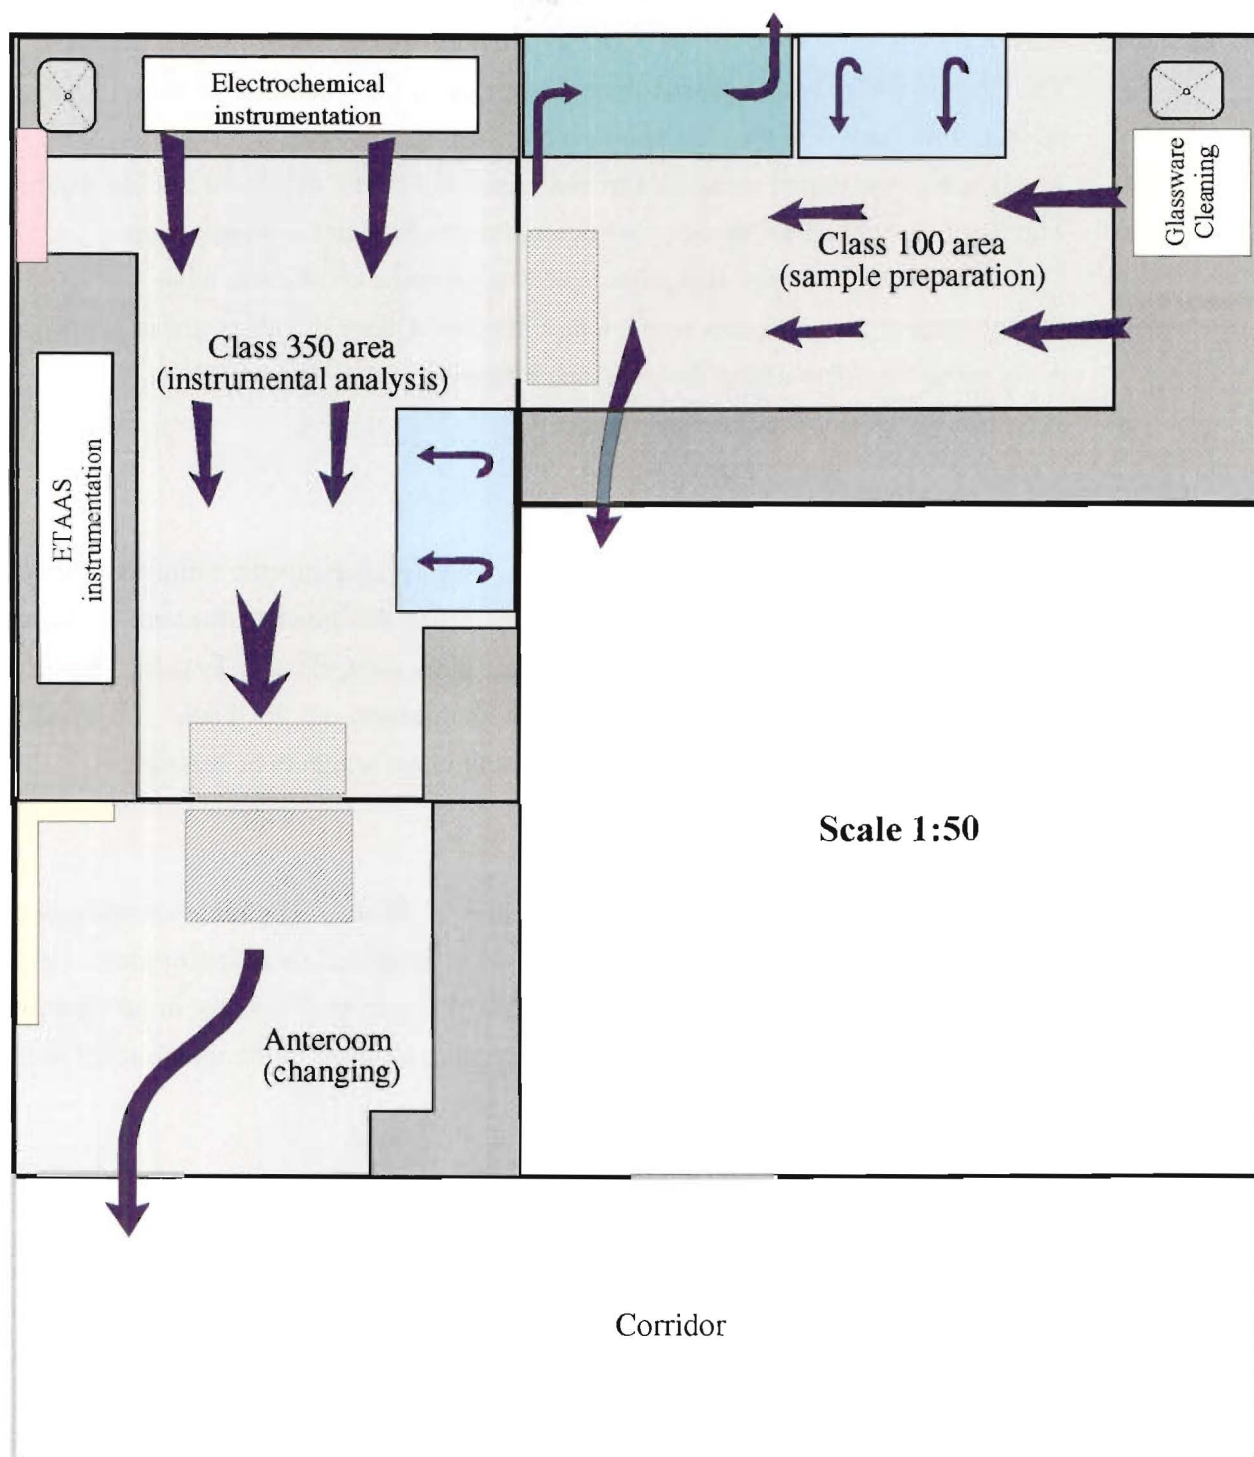 Electrochemical
instrumentation
Glassware
Cleaning
Class 100 area
(sample preparation)
Class 350 area
(instrumental analysis)
ETAAS
instrumentation
Scale 1:50
Anteroom
(changing)
Corridor